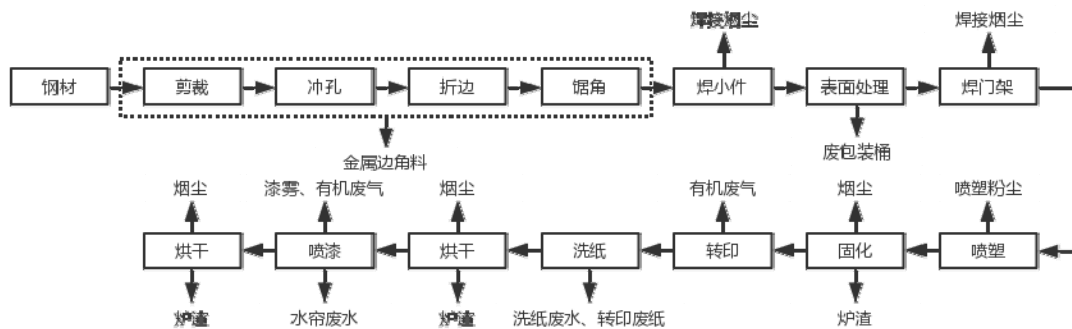 焊接烟尘 焊接烟尘
钢材 剪裁 冲孔 折边 锯角 焊小件 表面处理 焊门架
金属边角料 废包装桶
烟尘 漆雾、有机废气 烟尘 有机废气 烟尘 喷塑粉尘
烘干 喷漆 烘干 洗纸 转印 固化 喷塑
炉渣 水帘废水 炉渣 洗纸废水、转印废纸 炉渣